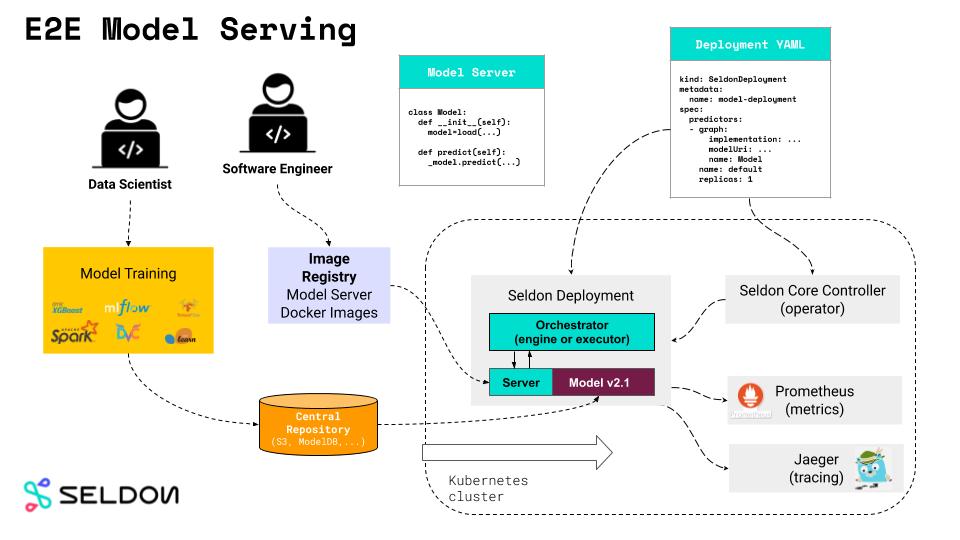 E2E Model Serving
Model Server
class Model:
def __init__(self):
model=load(...)
def predict(self):
_model.predict(...)
Deployment YAML
kind: SeldonDeployment
metadata:
name: model-deployment
spec:
predictors:
- graph:
implementation: ...
modelUri: ...
name: Model
name: default
replicas: 1
</>
Data Scientist
</>
Software Engineer
Model Training
XGBoost
mlflow
TensorFlow
APACHE
Spark
DVC
learn
Image
Registry
Model Server
Docker Images
Central
Repository
(S3, ModelDB,...)
Seldon Deployment
Orchestrator
(engine or executor)
Server
Model v2.1
Seldon Core Controller
(operator)
Prometheus
Prometheus
(metrics)
Jaeger
(tracing)
Kubernetes
cluster
SELDON